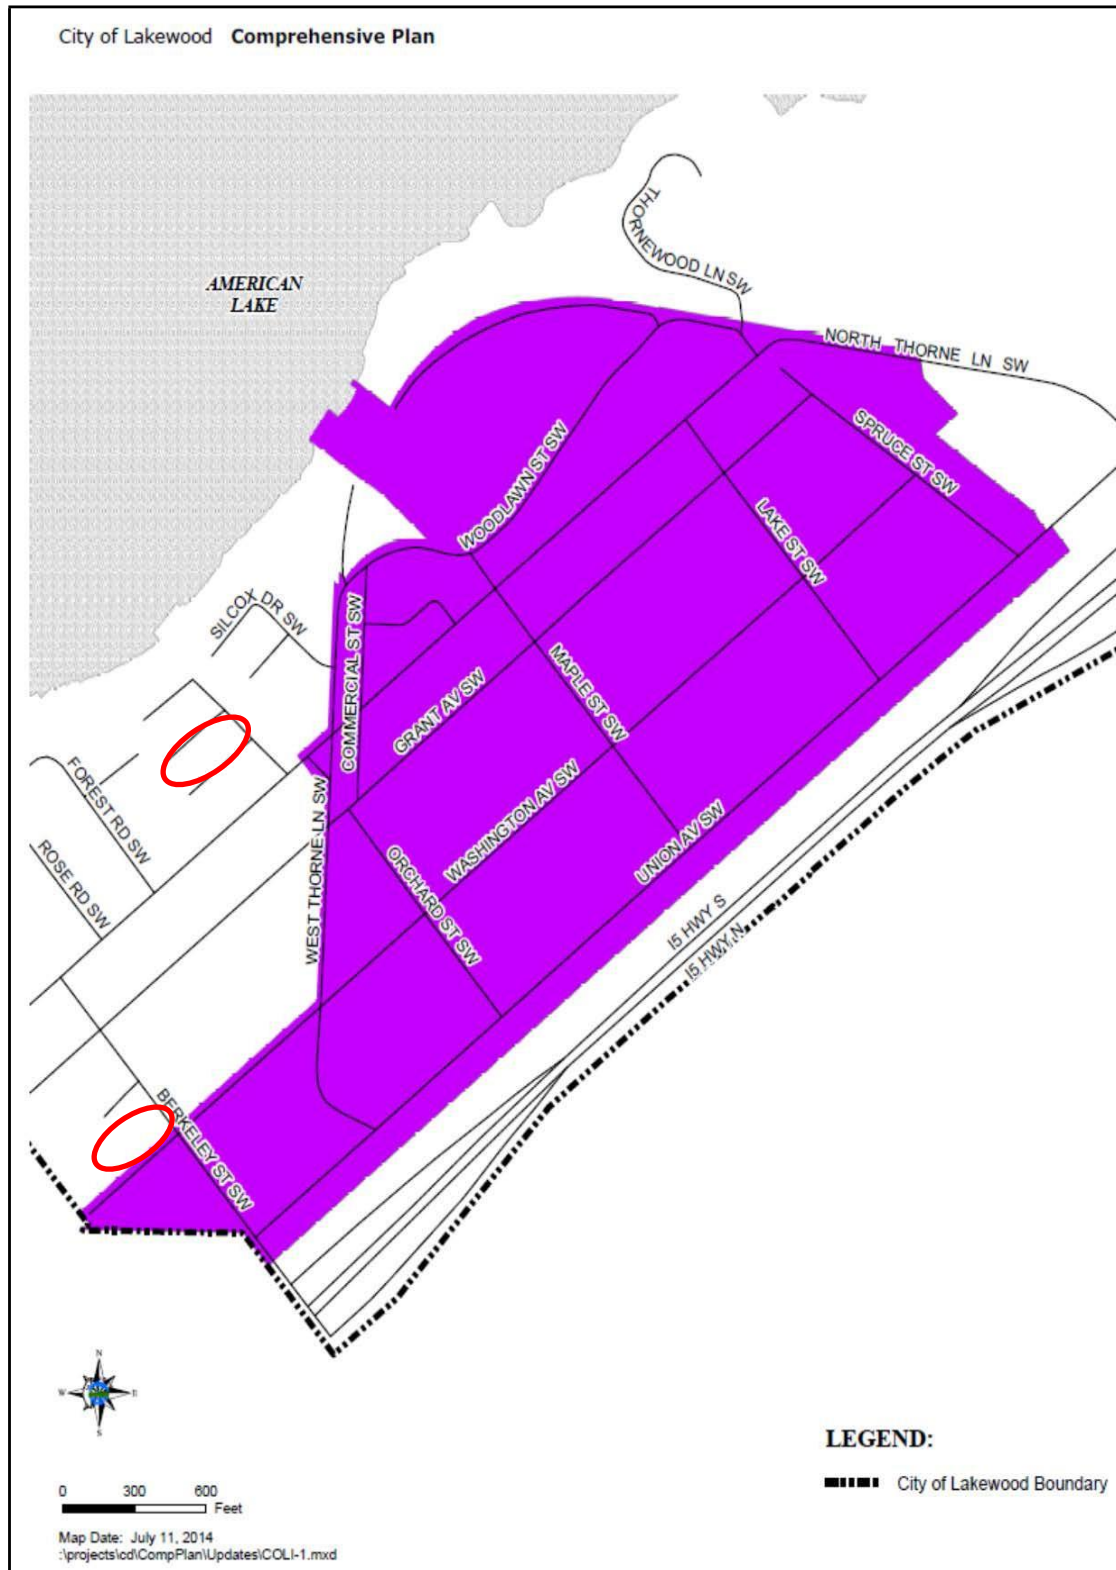 City of Lakewood Comprehensive Plan
AMERICAN
LAKE
THORNEWOOD LN SW
NORTH THORNE LN SW
SPRUCE ST SW
WOODLAWN ST SW
LAKE ST SW
SILCOX DR SW
COMMERCIAL ST SW
MAPLE ST SW
GRANT AV SW
FOREST RD SW
WASHINGTON AV SW
UNION AV SW
ROSE RD SW
WEST THORNE LN SW
ORCHARD ST SW
I5 HWY S
I5 HWY N
BERKELEY ST SW
N
W
E
S
LEGEND:
City of Lakewood Boundary
0 300 600
Feet
Map Date: July 11, 2014
:\projects\cd\CompPlan\Updates\COLI-1.mxd